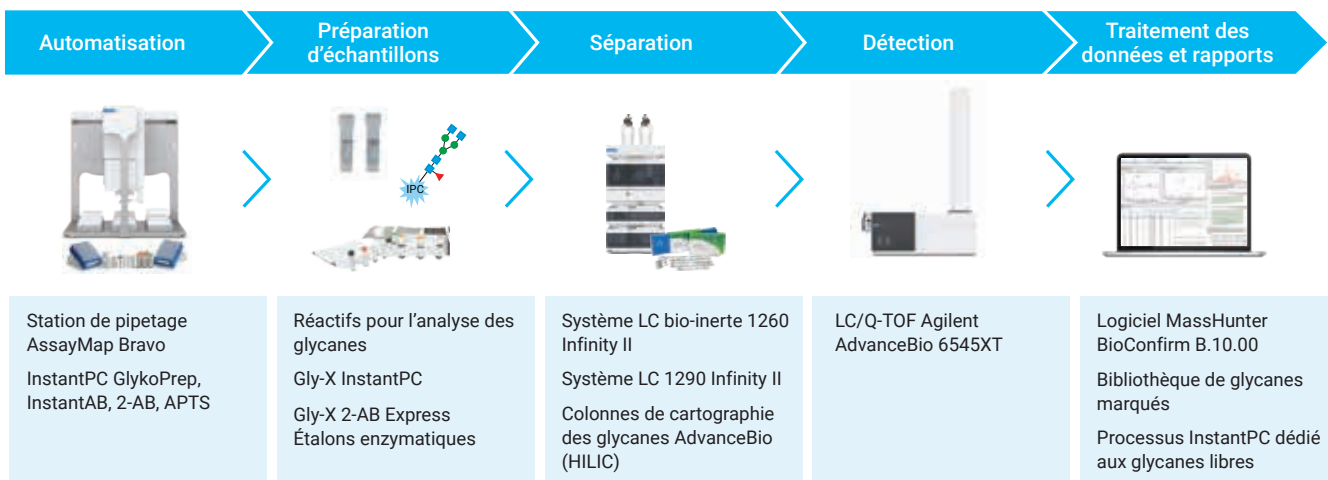 Automatisation
Préparation
d'échantillons
Séparation
Détection
Traitement des
données et rapports
IPC
Station de pipetage
AssayMap Bravo
InstantPC GlykoPrep,
InstantAB, 2-AB, APTS
Réactifs pour l'analyse des
glycanes
Gly-X InstantPC
Gly-X 2-AB Express
Étalons enzymatiques
Système LC bio-inerte 1260
Infinity II
Système LC 1290 Infinity II
Colonnes de cartographie
des glycanes AdvanceBio
(HILIC)
LC/Q-TOF Agilent
AdvanceBio 6545XT
Logiciel MassHunter
BioConfirm B.10.00
Bibliothèque de glycanes
marqués
Processus InstantPC dédié
aux glycanes libres